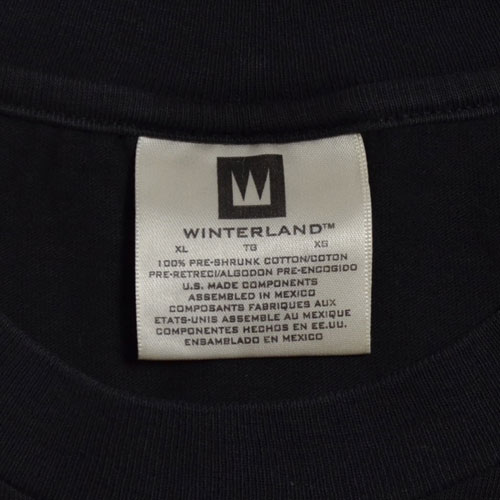 W
WINTERLAND™
XL TG XG
100% PRE-SHRUNK COTTON/COTON
PRE-RETRECI/ALGODON PRE-ENCOGIDO
U.S. MADE COMPONENTS
ASSEMBLED IN MEXICO
COMPOSANTS FABRIQUES AUX
ETATS-UNIS ASSEMBLE AU MEXIQUE
COMPONENTES HECHOS EN EE.UU.
ENSAMBLADO EN MEXICO